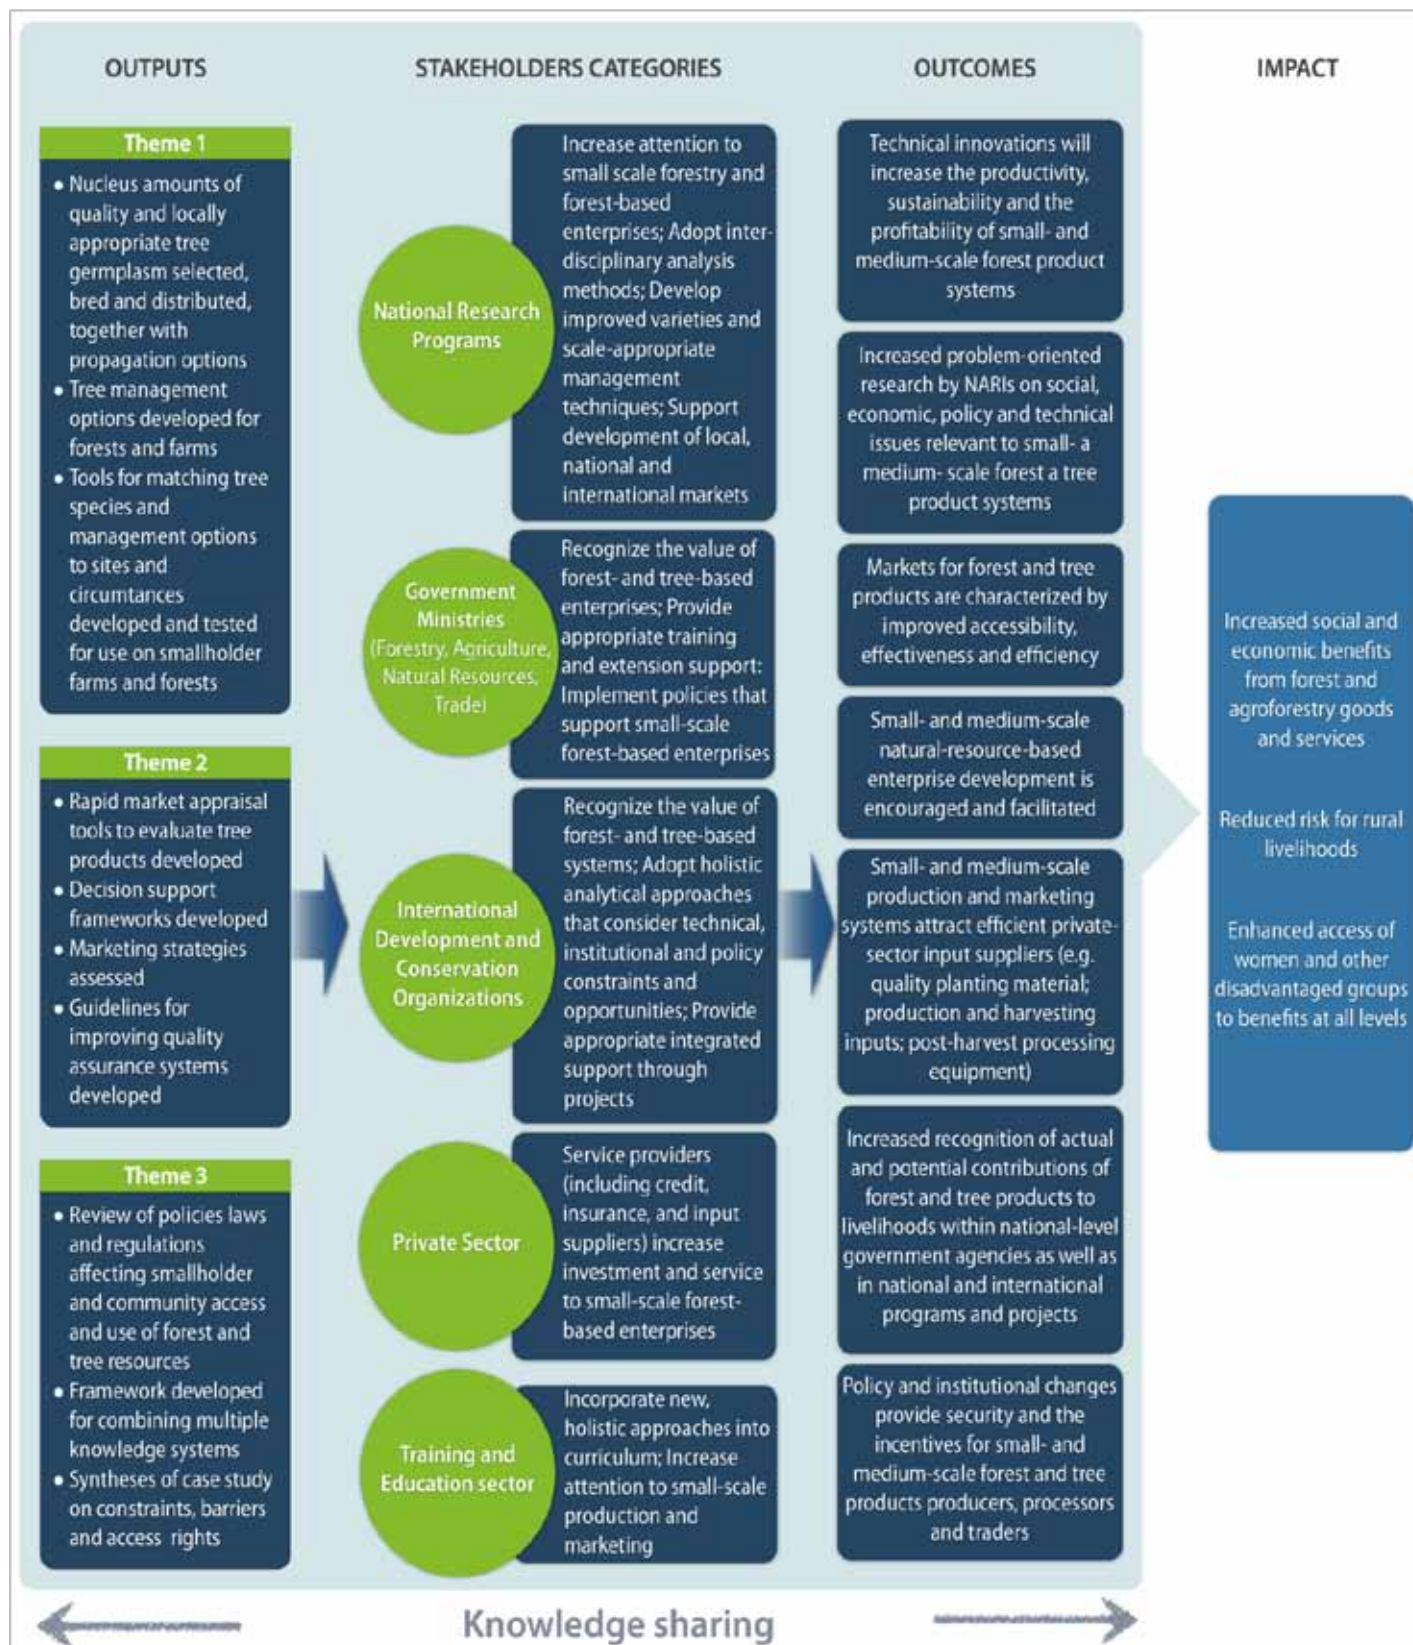 OUTPUTS
STAKEHOLDERS CATEGORIES
OUTCOMES
IMPACT
Theme 1
• Nucleus amounts of
quality and locally
appropriate tree
germplasm selected,
bred and distributed,
together with
propagation options
• Tree management
options developed for
forests and farms
• Tools for matching tree
species and
management options
to sites and
circumtances
developed and tested
for use on smallholder
farms and forests
Theme 2
• Rapid market appraisal
tools to evaluate tree
products developed
• Decision support
frameworks developed
• Marketing strategies
assessed
• Guidelines for
improving quality
assurance systems
developed
Theme 3
• Review of policies laws
and regulations
affecting smallholder
and community access
and use of forest and
tree resources
• Framework developed
for combining multiple
knowledge systems
• Syntheses of case study
on constraints, barriers
and access rights
National Research
Programs
Increase attention to
small scale forestry and
forest-based
enterprises; Adopt inter-
disciplinary analysis
methods; Develop
improved varieties and
scale-appropriate
management
techniques; Support
development of local,
national and
international markets
Government
Ministries
(Forestry, Agriculture,
Natural Resources,
Trade)
Recognize the value of
forest- and tree-based
enterprises; Provide
appropriate training
and extension support:
Implement policies that
support small-scale
forest-based enterprises
International
Development and
Conservation
Organizations
Recognize the value of
forest- and tree-based
systems; Adopt holistic
analytical approaches
that consider technical,
institutional and policy
constraints and
opportunities; Provide
appropriate integrated
support through
projects
Private Sector
Service providers
(including credit,
insurance, and input
suppliers) increase
investment and service
to small-scale forest-
based enterprises
Training and
Education sector
Incorporate new,
holistic approaches into
curriculum; Increase
attention to small-scale
production and
marketing
Technical innovations will
increase the productivity,
sustainability and the
profitability of small- and
medium-scale forest product
systems
Increased problem-oriented
research by NARIs on social,
economic, policy and technical
issues relevant to small- a
medium- scale forest a tree
product systems
Markets for forest and tree
products are characterized by
improved accessibility,
effectiveness and efficiency
Small- and medium-scale
natural-resource-based
enterprise development is
encouraged and facilitated
Small- and medium-scale
production and marketing
systems attract efficient private-
sector input suppliers (e.g.
quality planting material;
production and harvesting
inputs; post-harvest processing
equipment)
Increased recognition of actual
and potential contributions of
forest and tree products to
livelihoods within national-level
government agencies as well as
in national and international
programs and projects
Policy and institutional changes
provide security and the
incentives for small- and
medium-scale forest and tree
products producers, processors
and traders
Increased social and
economic benefits
from forest and
agroforestry goods
and services
Reduced risk for rural
livelihoods
Enhanced access of
women and other
disadvantaged groups
to benefits at all levels
Knowledge sharing